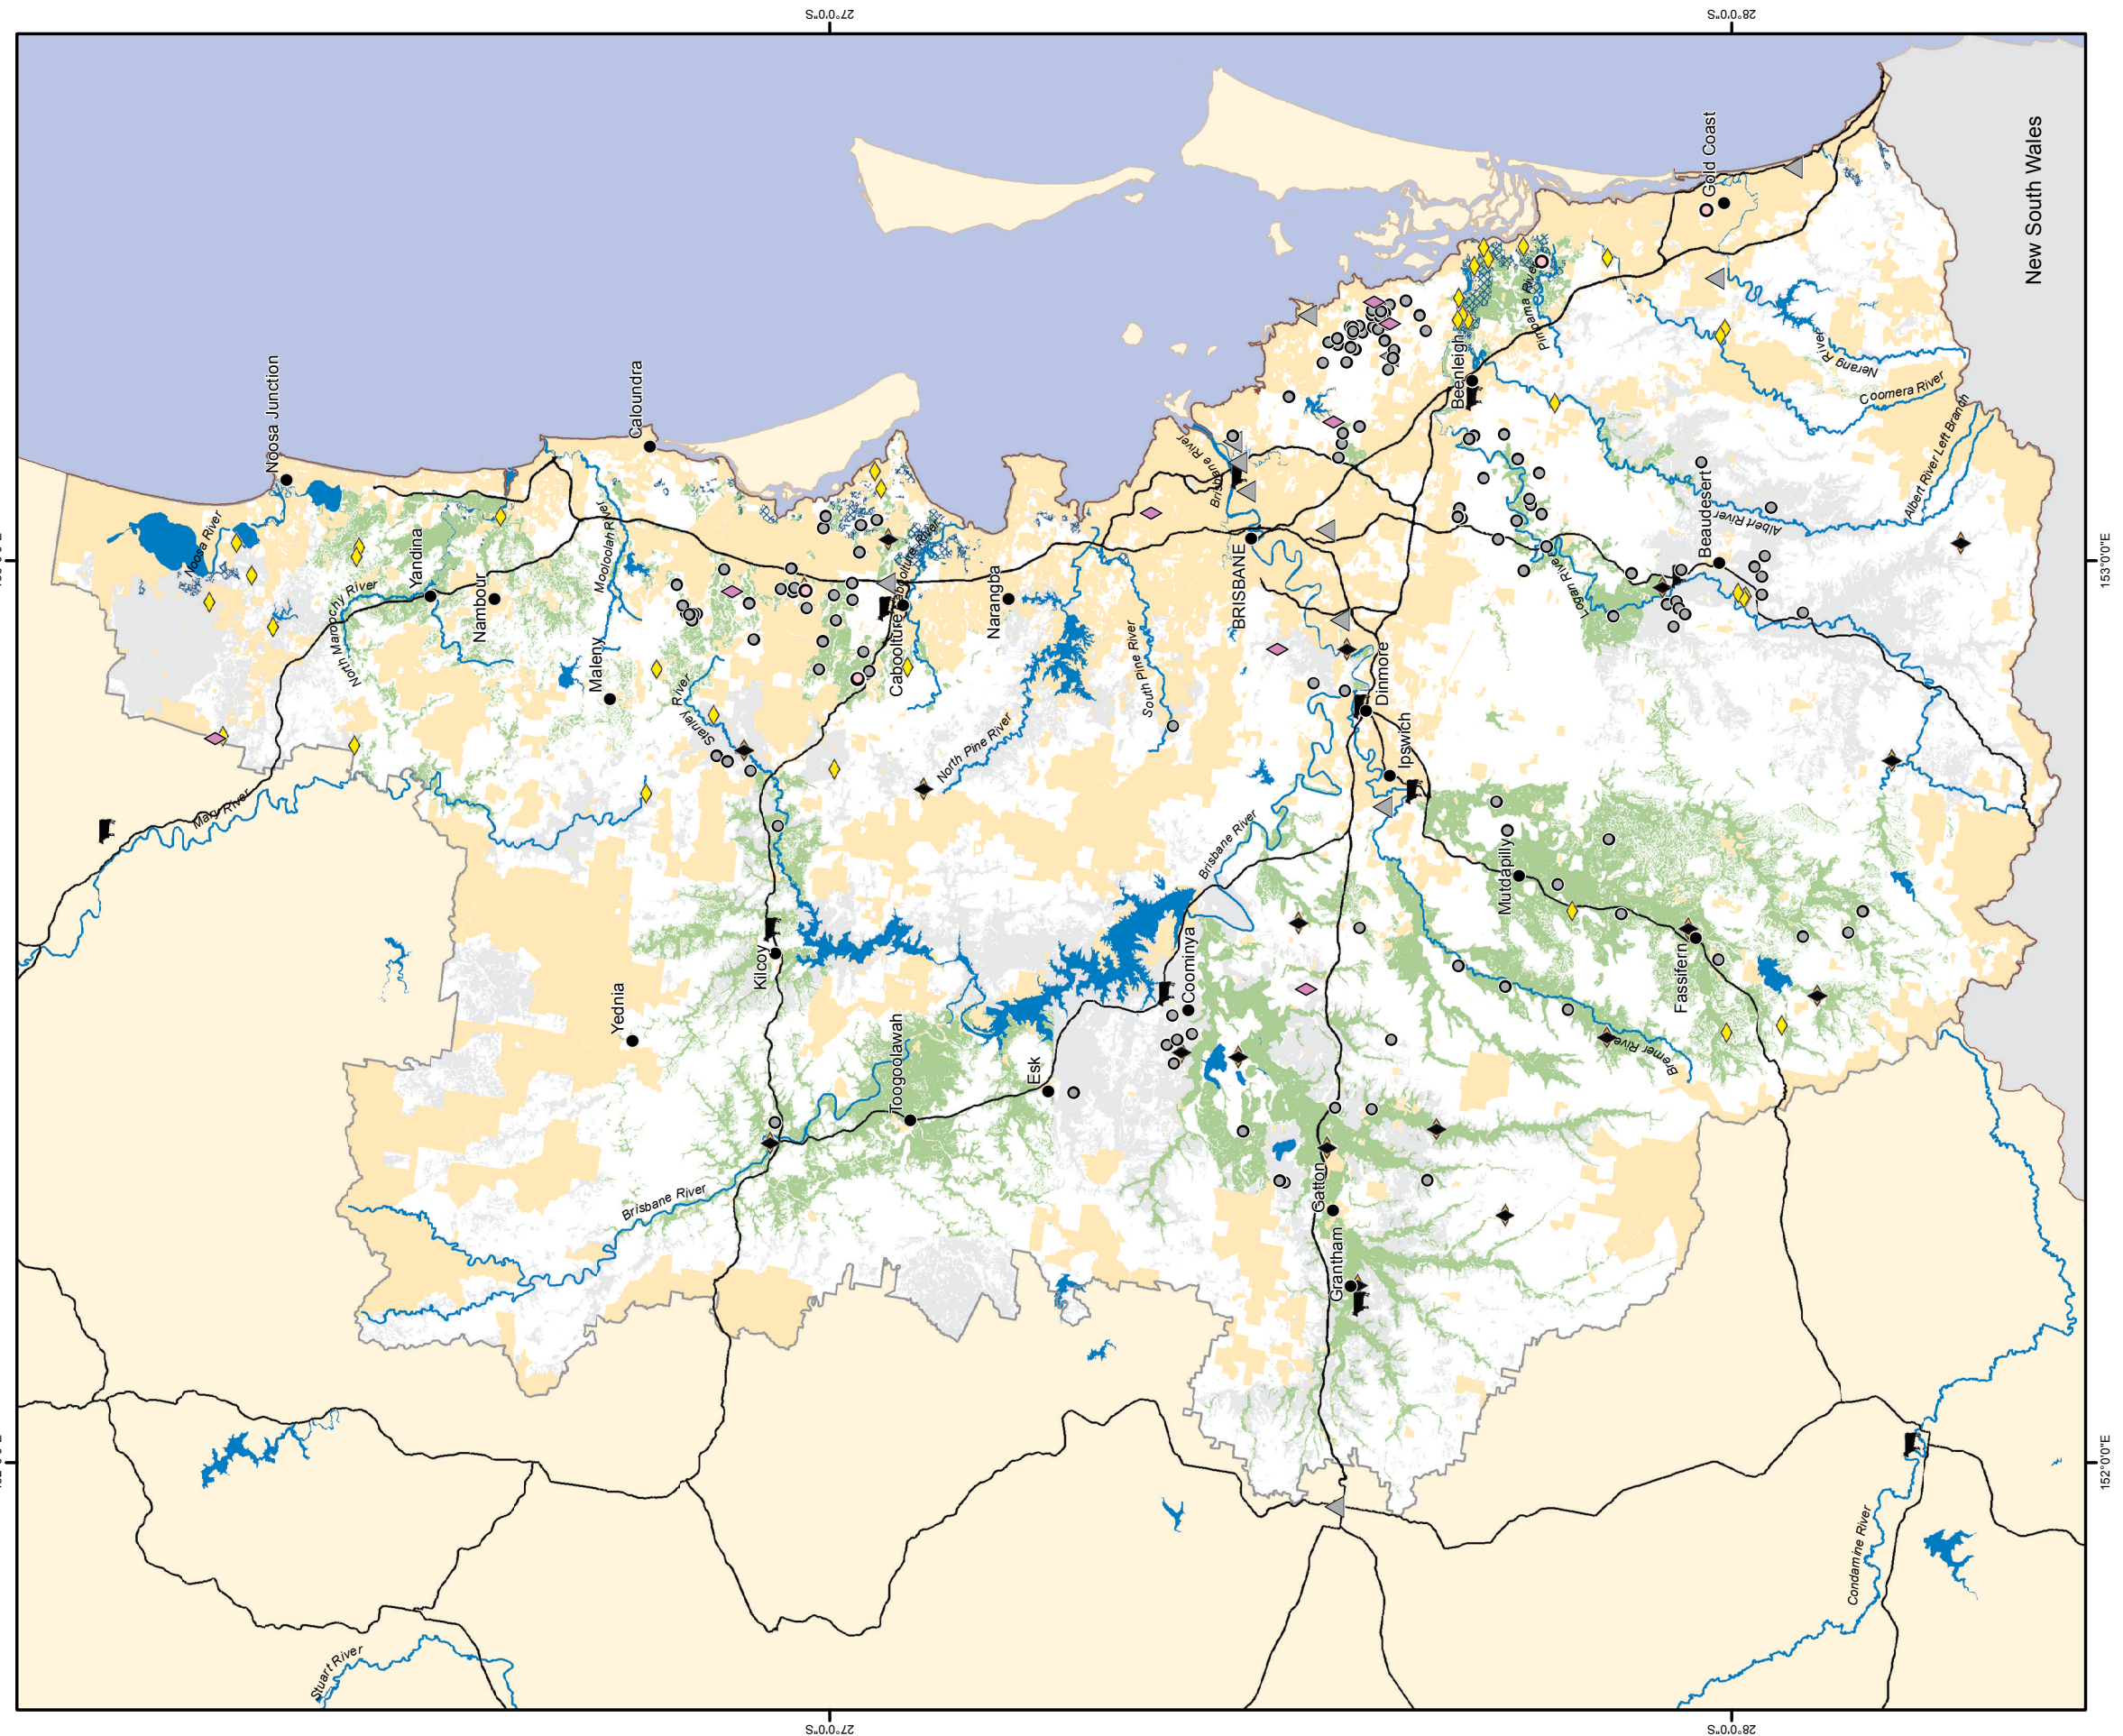 27°0'0"S
28°0'0"S
New South Wales
Gold Coast
Noosa Junction
Caloundra
Noosa River
Yandina
North Maroochy River
Nambour
Mooloolah River
Maleny
Stanley River
Mary River
Caboolture River
Caboolture
Narangba
North Pine River
South Pine River
Brisbane River
BRISBANE
Beenleigh
Pimpama River
Nerang River
Coomera River
Albert River Left Branch
Albert River
Beaudesert
Logan River
153°0'0"E
Dinmore
Ipswich
Brisbane River
Mutdapilly
Fassifern
Bremer River
Kilcoy
Yednia
Toogoolawah
Esk
Coominya
Gatton
Grantham
Brisbane River
152°0'0"E
Condamine River
Stuart River
27°0'0"S
28°0'0"S